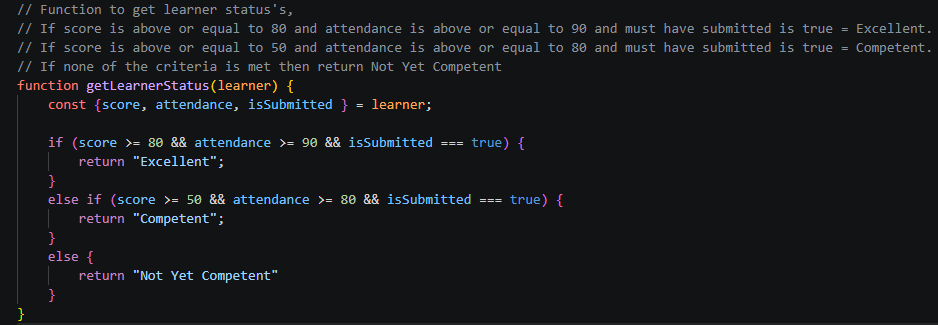 // Function to get learner status's,
// If score is above or equal to 80 and attendance is above or equal to 90 and must have submitted is true = Excellent.
// If score is above or equal to 50 and attendance is above or equal to 80 and must have submitted is true = Competent.
// If none of the criteria is met then return Not Yet Competent
function getLearnerStatus(learner) {
    const {score, attendance, isSubmitted } = learner;

    if (score >= 80 && attendance >= 90 && isSubmitted === true) {
        return "Excellent";
    }
    else if (score >= 50 && attendance >= 80 && isSubmitted === true) {
        return "Competent";
    }
    else {
        return "Not Yet Competent"
    }
}